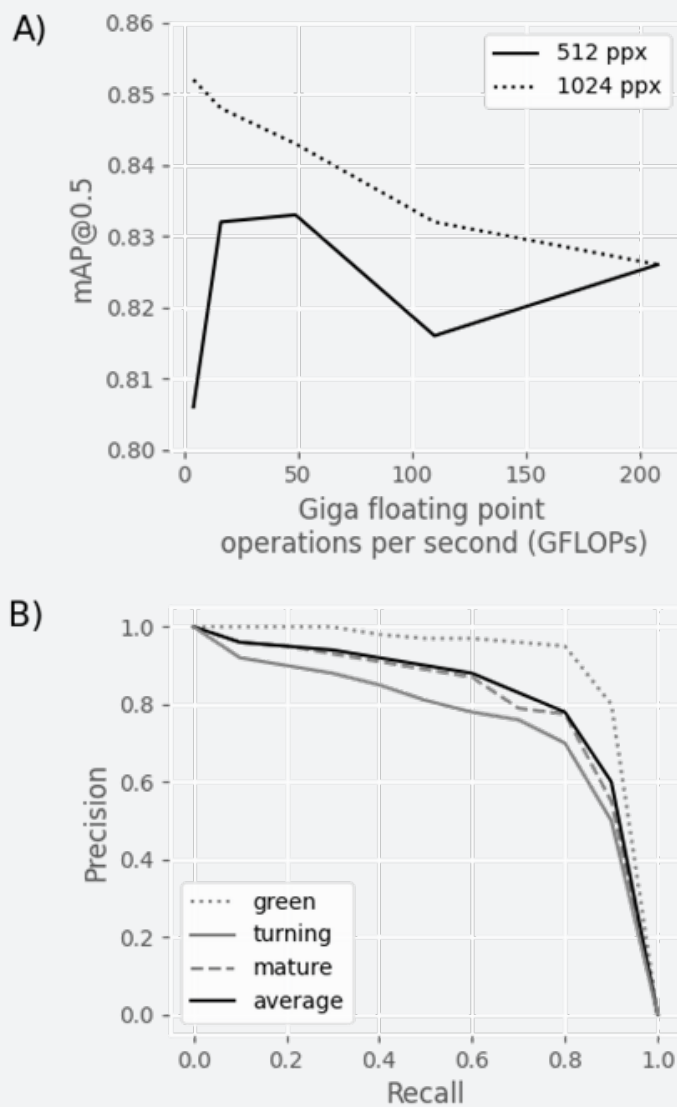 A)
0.86
0.85
0.84
0.83
0.82
0.81
0.80
mAP@0.5
512 ppx
1024 ppx
0 50 100 150 200
Giga floating point
operations per second (GFLOPs)
B)
1.0
0.8
0.6
0.4
0.2
0.0
Precision
green
turning
mature
average
0.0 0.2 0.4 0.6 0.8 1.0
Recall